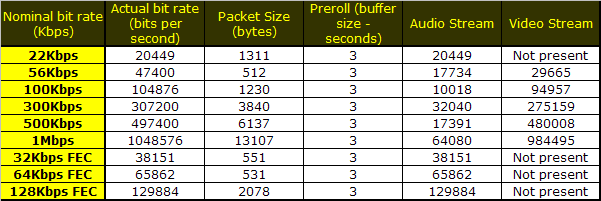 Nominal bit rate (Kbps) Actual bit rate (bits per second) Packet Size (bytes) Preroll (buffer size - seconds) Audio Stream Video Stream
22Kbps 20449 1311 3 20449 Not present
56Kbps 47400 512 3 17734 29665
100Kbps 104876 1230 3 10018 94957
300Kbps 307200 3840 3 32040 275159
500Kbps 497400 6137 3 17391 480008
1Mbps 1048576 13107 3 64080 984495
32Kbps FEC 38151 551 3 38151 Not present
64Kbps FEC 65862 531 3 65862 Not present
128Kbps FEC 129884 2078 3 129884 Not present